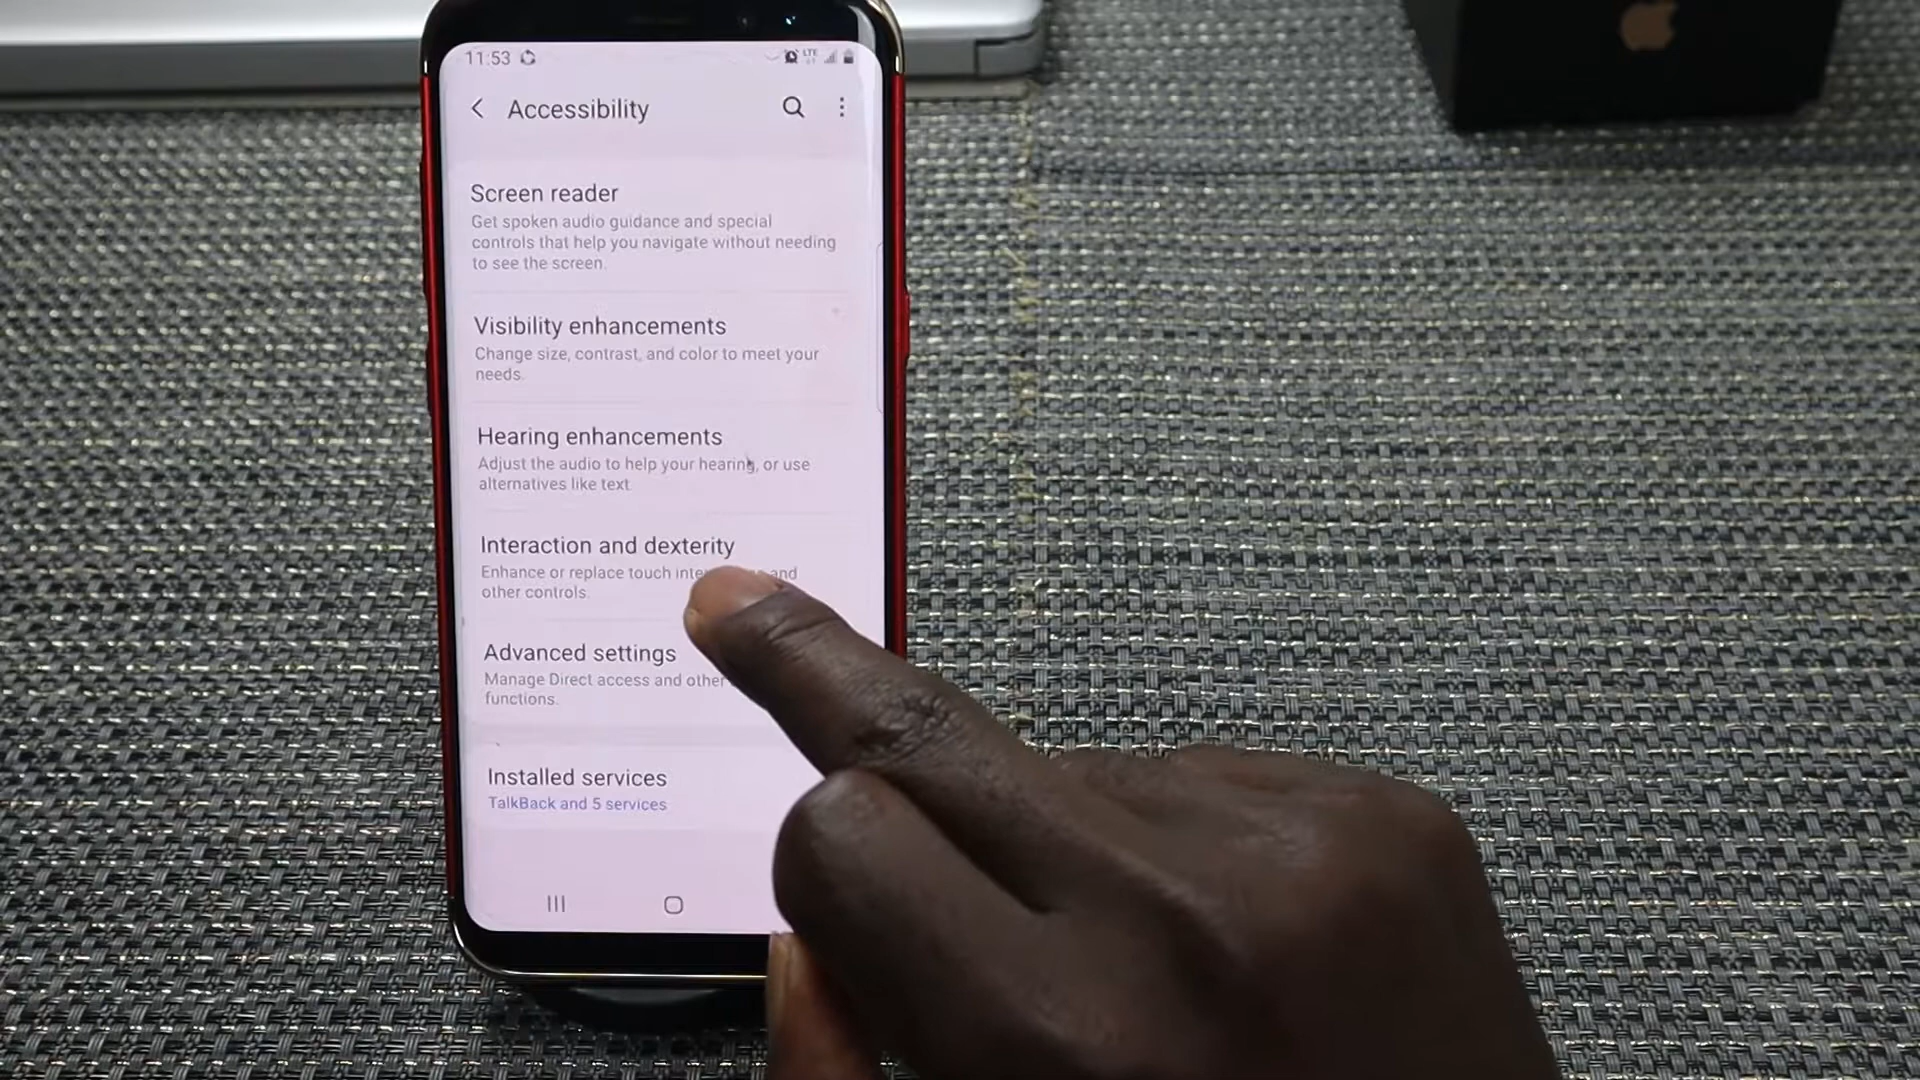 11:53
LTE
Accessibility
Screen reader
Get spoken audio guidance and special
controls that help you navigate without needing
to see the screen.
Visibility enhancements
Change size, contrast, and color to meet your
needs.
Hearing enhancements
Adjust the audio to help your hearing, or use
alternatives like text.
Interaction and dexterity
Enhance or replace touch and
other controls.
Advanced settings
Manage Direct access and other
functions.
Installed services
TalkBack and 5 services